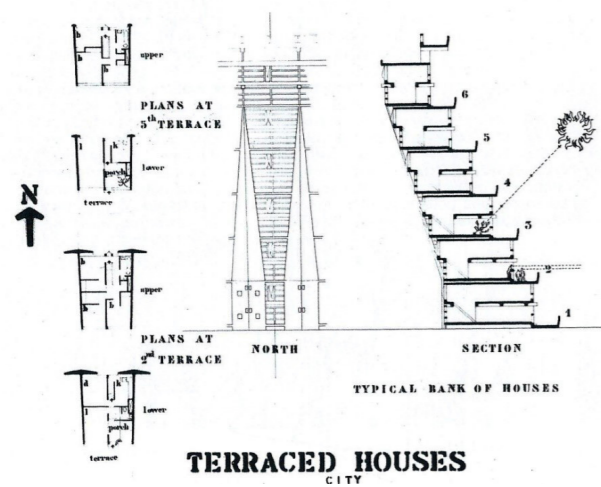 b
b
b
upper
PLANS AT
5th TERRACE
l
k
porch
lower
terrace
N
b
b
b
upper
PLANS AT
2nd TERRACE
d
k
l
porch
lower
terrace
NORTH
6
5
4
3
2
1
SECTION
TYPICAL BANK OF HOUSES
TERRACED HOUSES
CITY